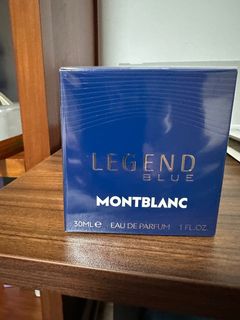 LEGEND
BLUE
MONTBLANC
30ML℮ EAU DE PARFUM 1 FL.OZ